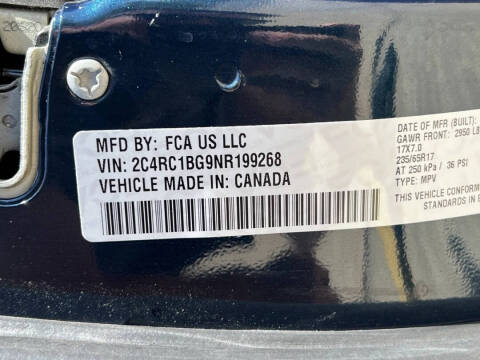 MFD BY: FCA US LLC
VIN: 2C4RC1BG9NR199268
VEHICLE MADE IN: CANADA
DATE OF MFR (BUILT):
GAWR FRONT: 2950 LB
17X7.0
235/65R17
AT 250 kPa / 36 PSI
TYPE: MPV
THIS VEHICLE CONFORM
STANDARDS IN